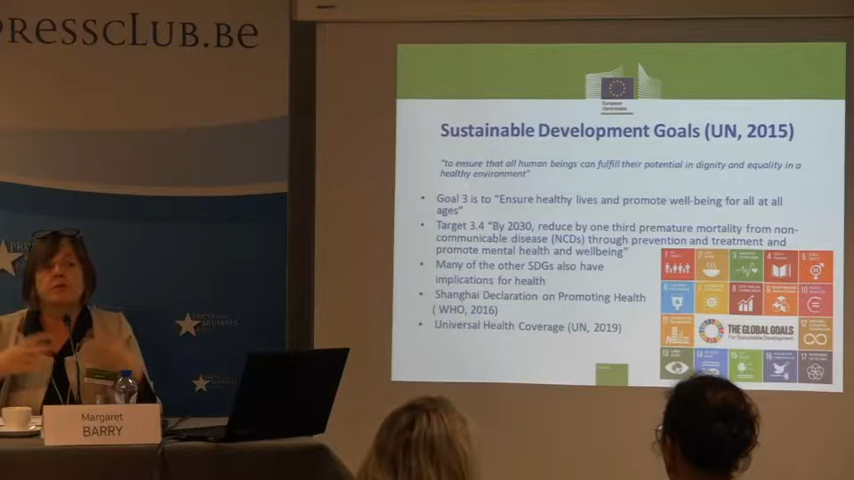 PRESSCLUB.BE
European
Commission
Sustainable Development Goals (UN, 2015)
"to ensure that all human beings can fulfill their potential in dignity and equality in a
healthy environment"
• Goal 3 is to "Ensure healthy lives and promote well-being for all at all
ages"
• Target 3.4 "By 2030, reduce by one third premature mortality from non-
communicable disease (NCDs) through prevention and treatment and
promote mental health and wellbeing"
• Many of the other SDGs also have
implications for health
• Shanghai Declaration on Promoting Health
( WHO, 2016)
• Universal Health Coverage (UN, 2019)
THE GLOBAL GOALS
For Sustainable Development
Margaret
BARRY